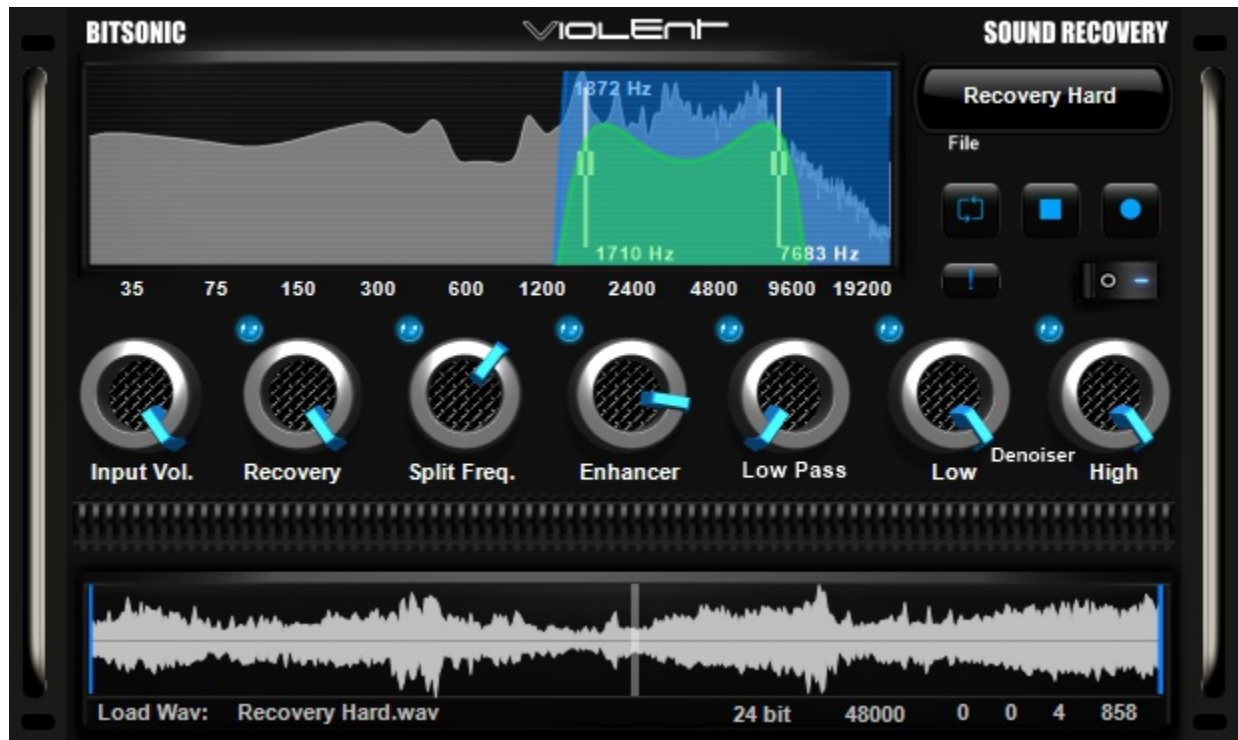 BITSONIC
VIOLENT
SOUND RECOVERY
1872 Hz
Recovery Hard
File
1710 Hz
7683 Hz
35 75 150 300 600 1200 2400 4800 9600 19200
Input Vol. Recovery Split Freq. Enhancer Low Pass Low Denoiser High
Load Wav: Recovery Hard.wav 24 bit 48000 0 0 4 858